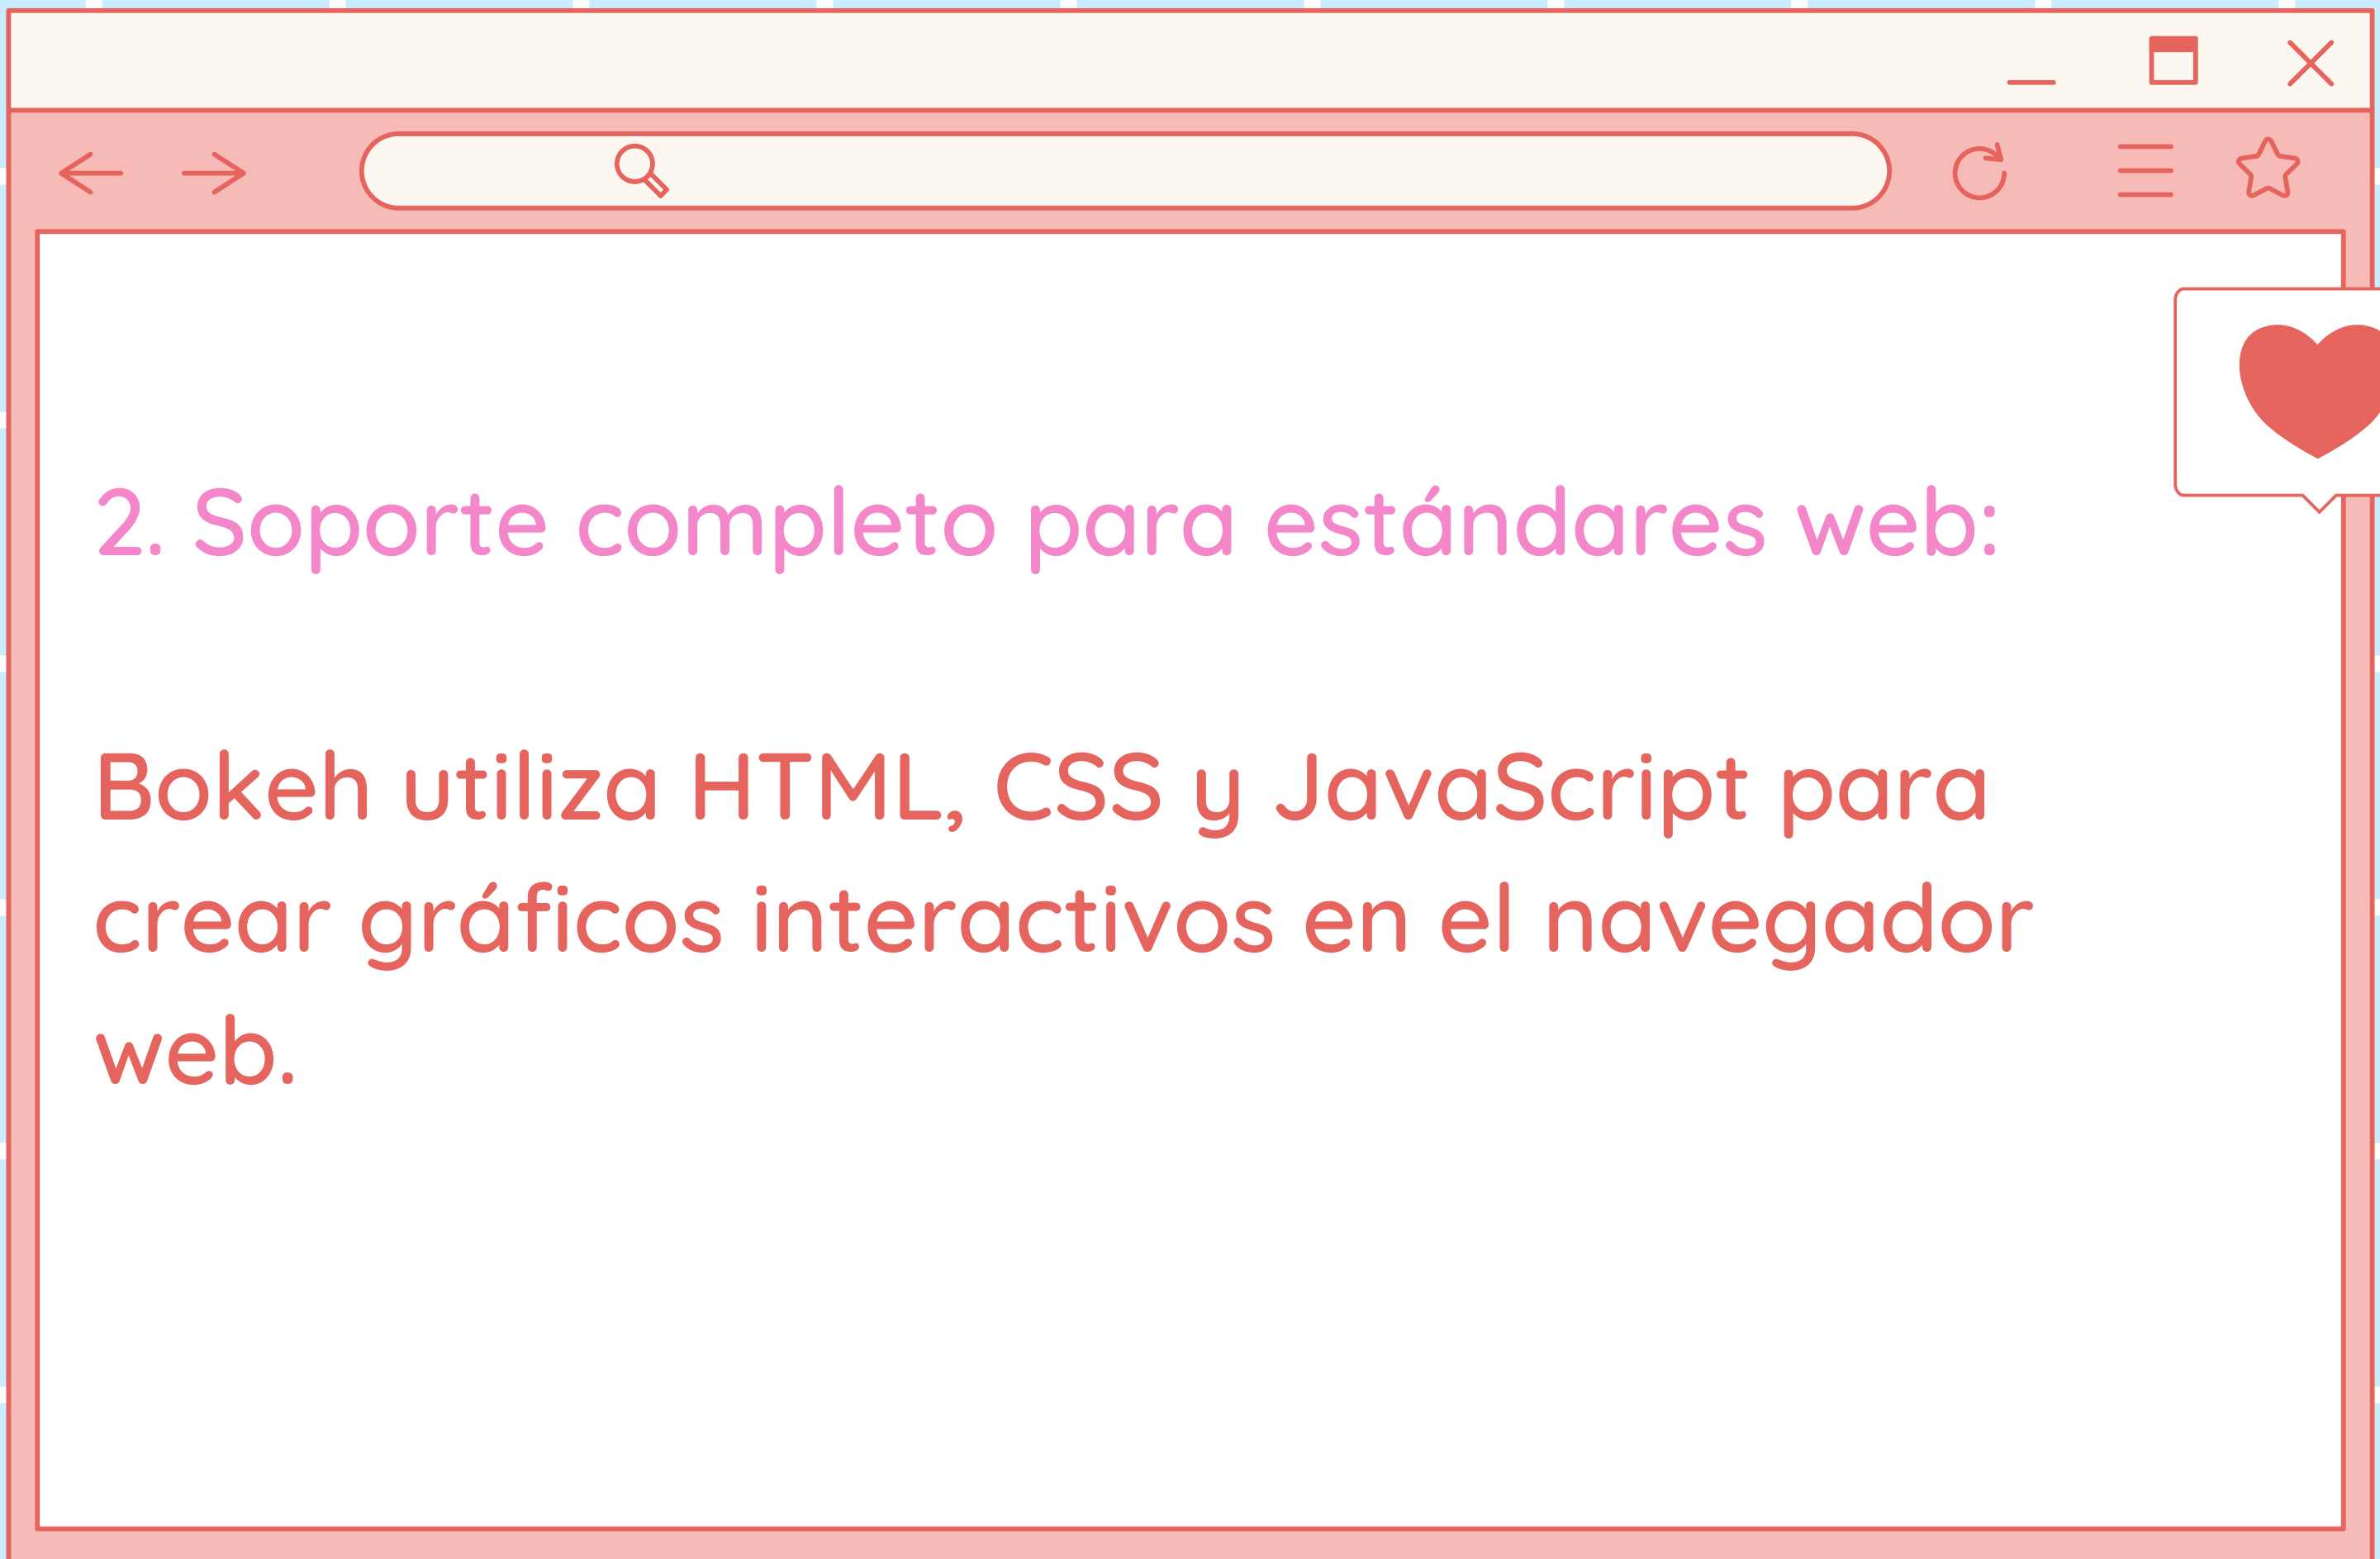 2. Soporte completo para estándares web:
Bokeh utiliza HTML, CSS y JavaScript para
crear gráficos interactivos en el navegador
web.